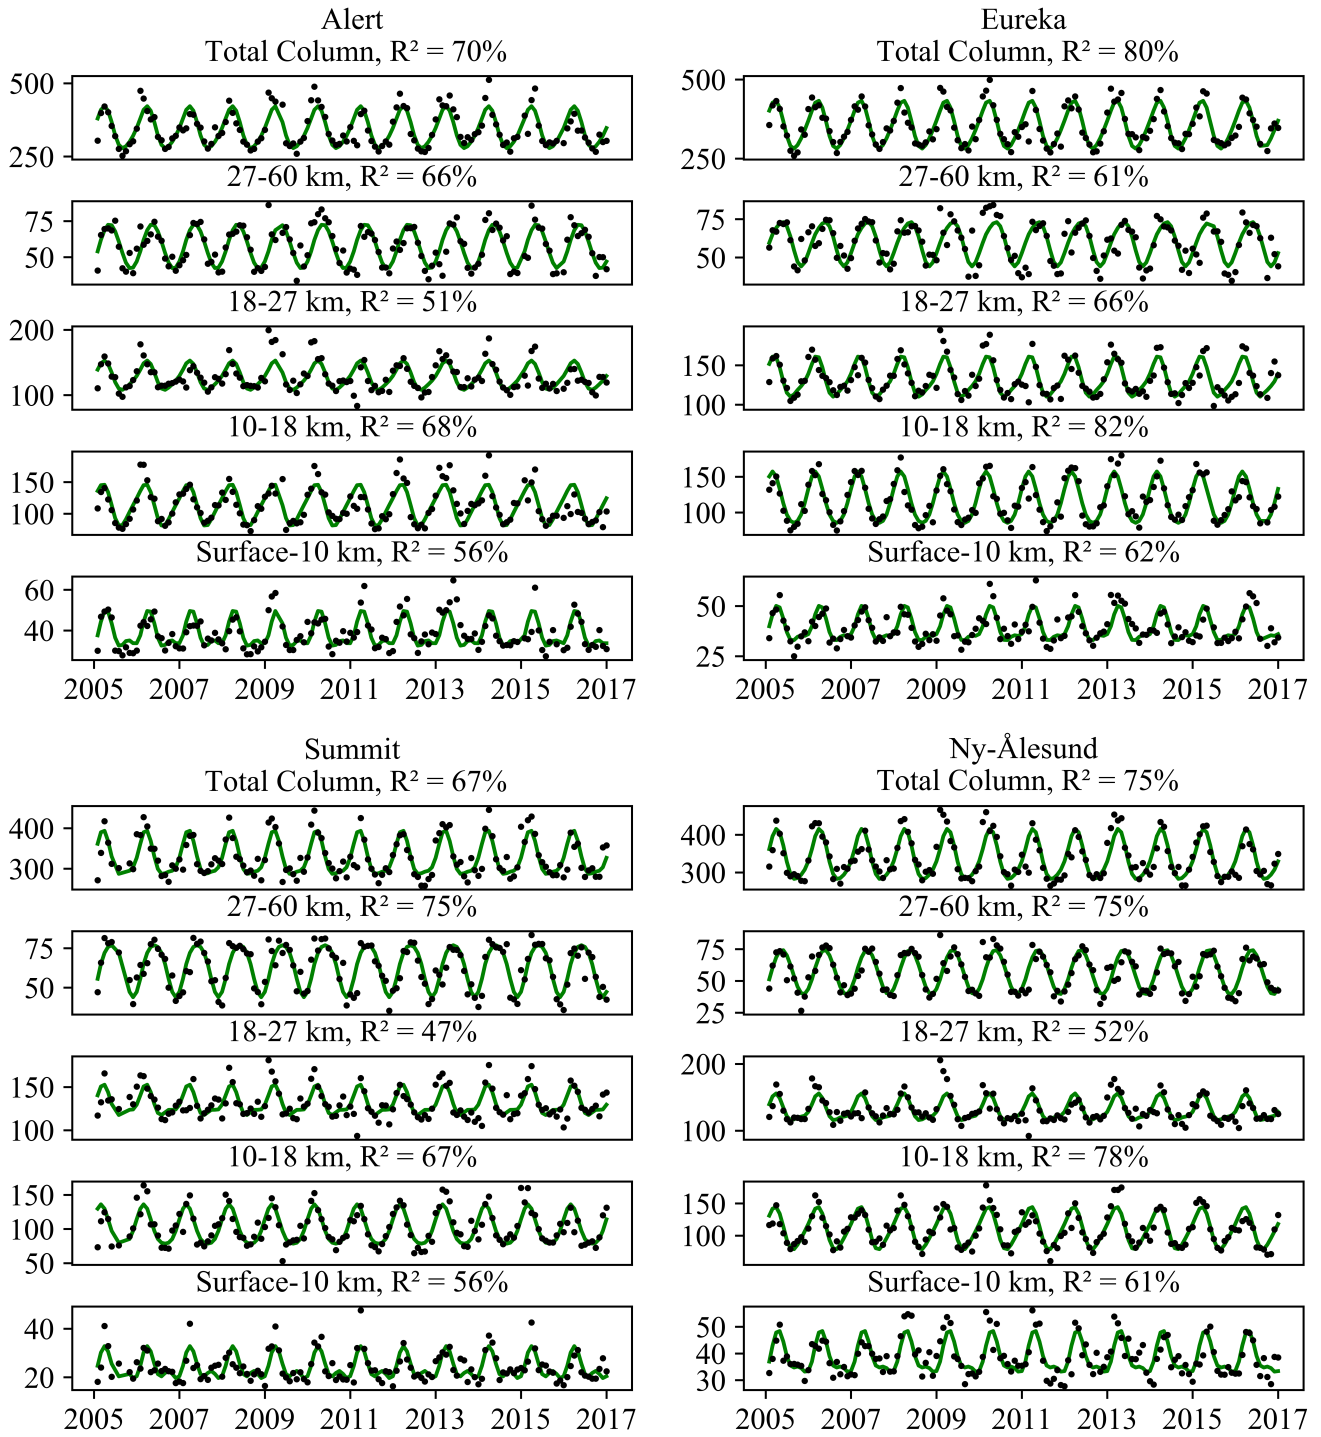 Alert
Total Column, R² = 70%
500
250
27-60 km, R² = 66%
75
50
18-27 km, R² = 51%
200
100
10-18 km, R² = 68%
150
100
Surface-10 km, R² = 56%
60
40
2005 2007 2009 2011 2013 2015 2017
Eureka
Total Column, R² = 80%
500
250
27-60 km, R² = 61%
75
50
18-27 km, R² = 66%
150
100
10-18 km, R² = 82%
150
100
Surface-10 km, R² = 62%
50
25
2005 2007 2009 2011 2013 2015 2017
Summit
Total Column, R² = 67%
400
300
27-60 km, R² = 75%
75
50
18-27 km, R² = 47%
150
100
10-18 km, R² = 67%
150
100
50
Surface-10 km, R² = 56%
40
20
2005 2007 2009 2011 2013 2015 2017
Ny-Ålesund
Total Column, R² = 75%
400
300
27-60 km, R² = 75%
75
50
25
18-27 km, R² = 52%
200
100
10-18 km, R² = 78%
150
100
Surface-10 km, R² = 61%
50
40
30
2005 2007 2009 2011 2013 2015 2017